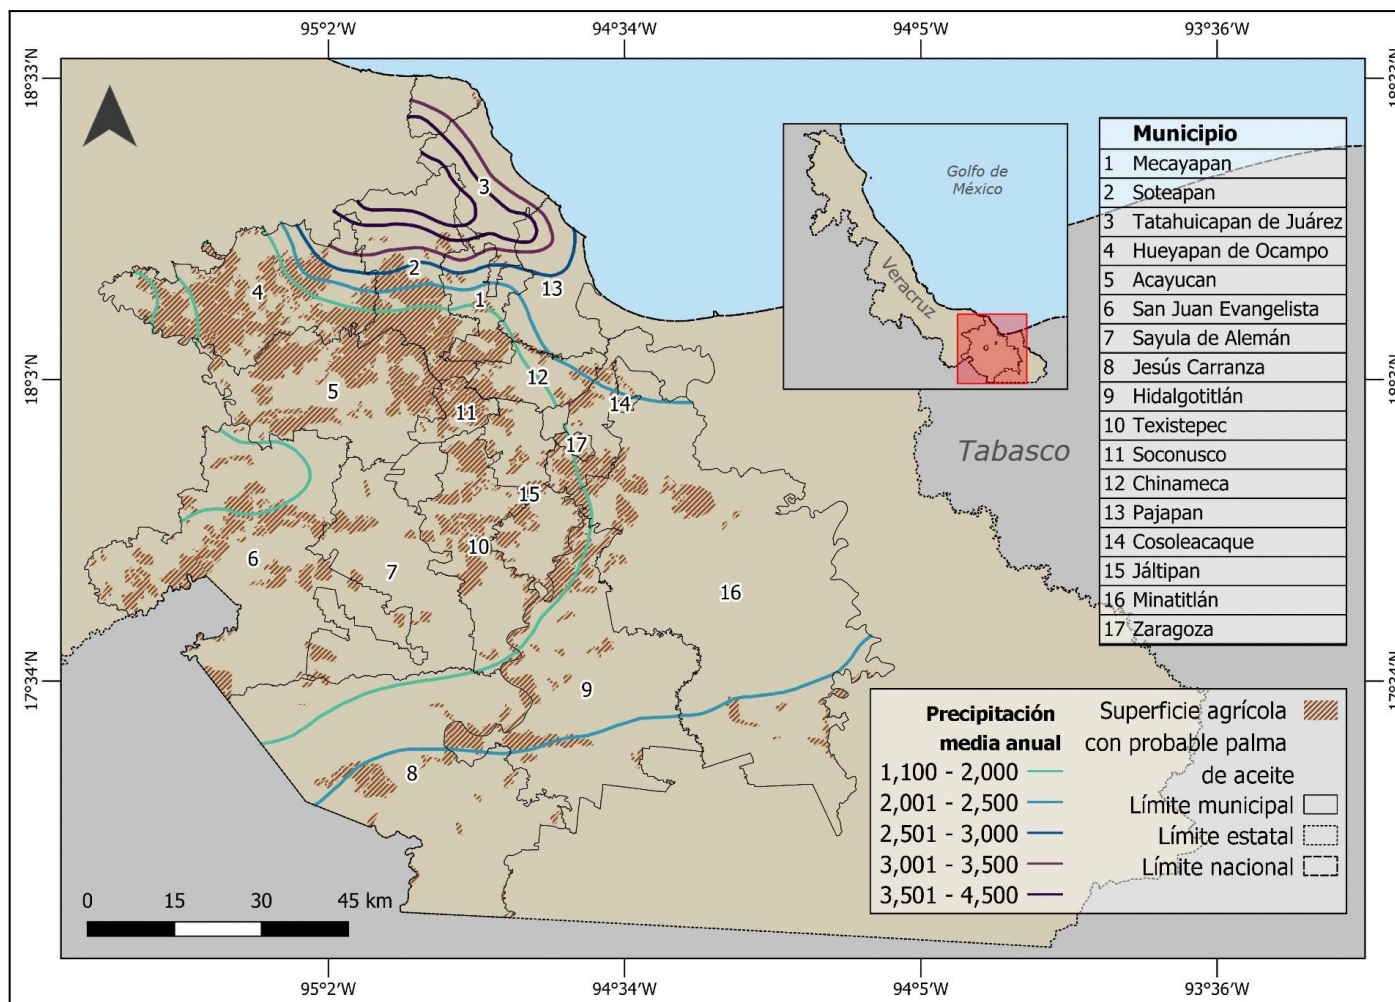 95°2'W
94°34'W
94°5'W
93°36'W
18°33'N
18°33'N
18°3'N
18°3'N
17°34'N
17°34'N
Golfo de
México
Veracruz
Tabasco
Municipio
1 Mecayapan
2 Soteapan
3 Tatahuicapan de Juárez
4 Hueyapan de Ocampo
5 Acayucan
6 San Juan Evangelista
7 Sayula de Alemán
8 Jesús Carranza
9 Hidalgotitlán
10 Texistepec
11 Soconusco
12 Chinameca
13 Pajapan
14 Cosoleacaque
15 Jáltipan
16 Minatitlán
17 Zaragoza
3
2
4
13
1
12
5
14
11
17
15
10
6
7
16
9
8
Precipitación
media anual
1,100 - 2,000
2,001 - 2,500
2,501 - 3,000
3,001 - 3,500
3,501 - 4,500
Superficie agrícola
con probable palma
de aceite
Límite municipal
Límite estatal
Límite nacional
0 15 30 45 km
95°2'W
94°34'W
94°5'W
93°36'W